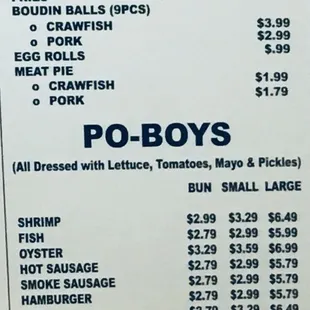 BOUDIN BALLS (9PCS)
o CRAWFISH $3.99
o PORK $2.99
EGG ROLLS $.99
MEAT PIE
o CRAWFISH $1.99
o PORK $1.79
PO-BOYS
(All Dressed with Lettuce, Tomatoes, Mayo & Pickles)
BUN SMALL LARGE
SHRIMP $2.99 $3.29 $6.49
FISH $2.79 $2.99 $5.99
OYSTER $3.29 $3.59 $6.99
HOT SAUSAGE $2.79 $2.99 $5.79
SMOKE SAUSAGE $2.79 $2.99 $5.79
HAMBURGER $2.79 $2.99 $5.79